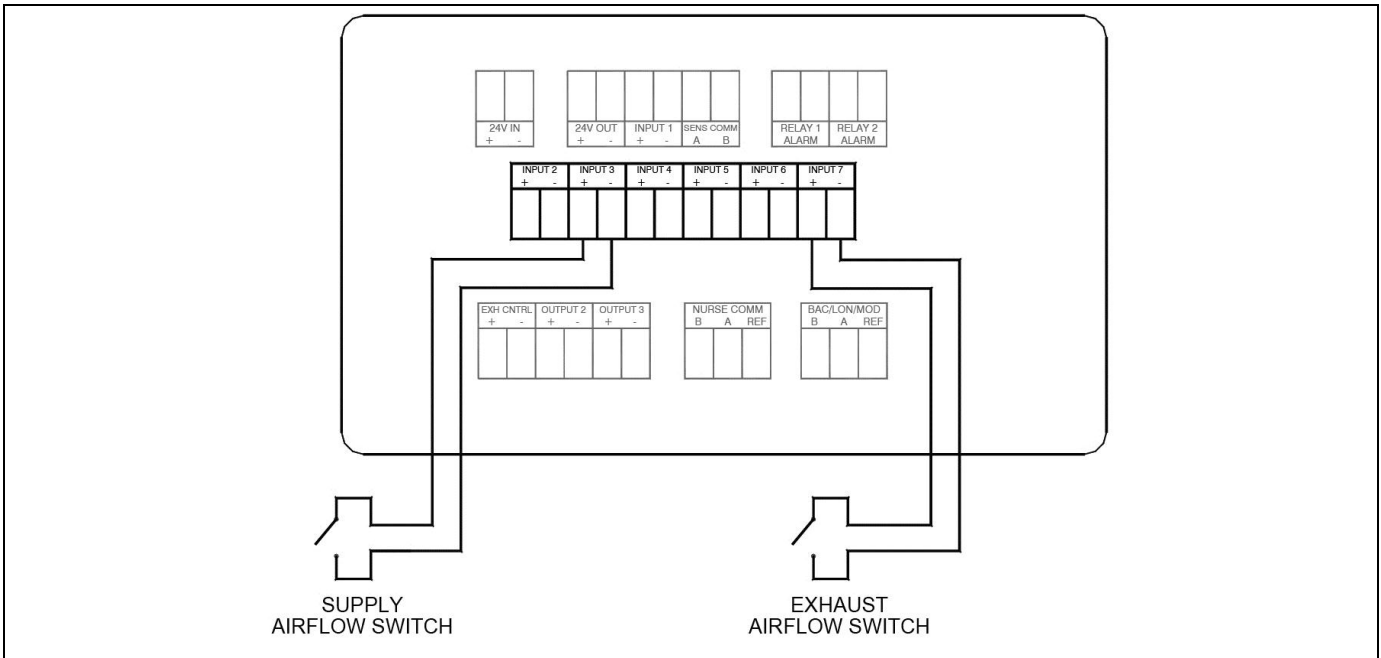 24V IN
+ -
24V OUT INPUT 1 SENS COMM
+ - + - A B
RELAY 1 RELAY 2
ALARM ALARM
INPUT 2 INPUT 3 INPUT 4 INPUT 5 INPUT 6 INPUT 7
+ - + - + - + - + - + -
EXH CNTRL OUTPUT 2 OUTPUT 3
+ - + - + -
NURSE COMM
B A REF
BAC/LON/MOD
B A REF
SUPPLY
AIRFLOW SWITCH
EXHAUST
AIRFLOW SWITCH